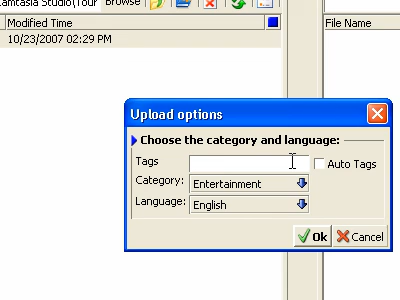 amtasia Studio\(Tour Browse
Modified Time
File Name
10/23/2007 02:29 PM
Upload options
Choose the category and language:
Tags
Auto Tags
Category: Entertainment
Language: English
Ok Cancel